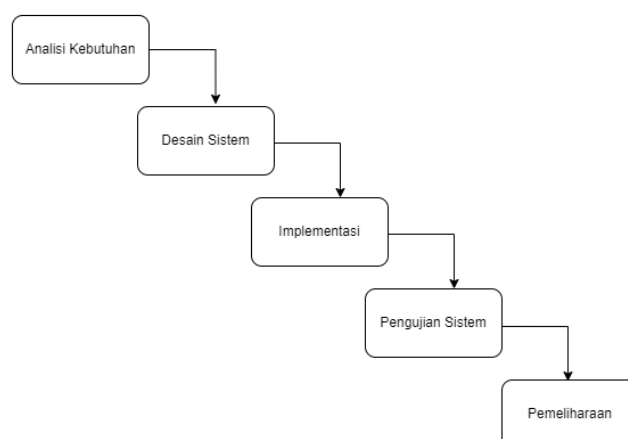 Analisi Kebutuhan
Desain Sistem
Implementasi
Pengujian Sistem
Pemeliharaan